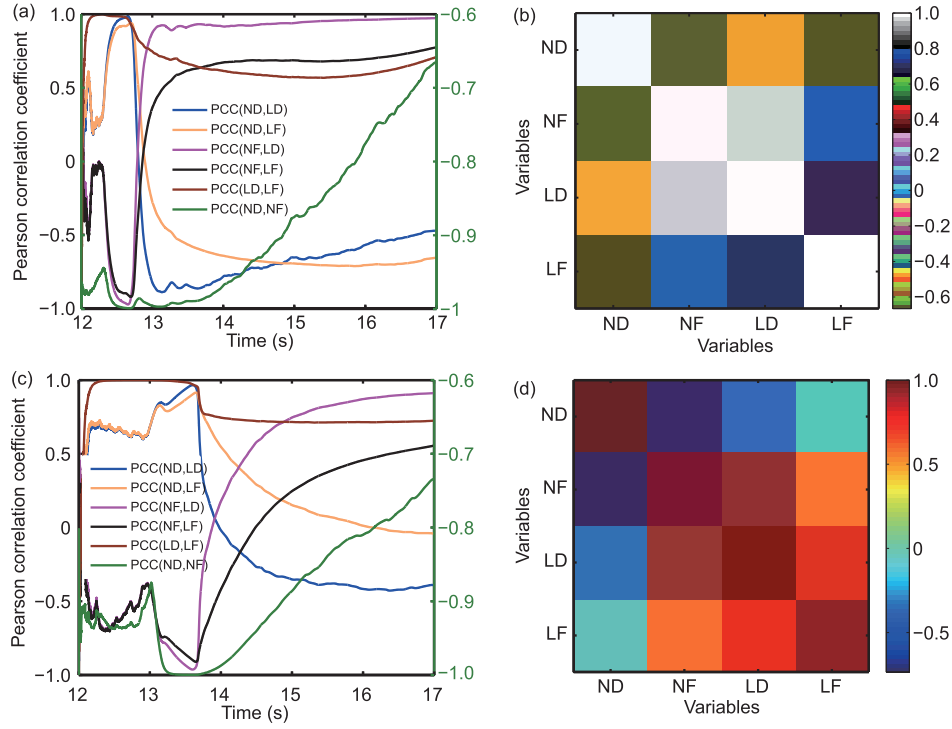 (a)
Pearson correlation coefficient
1.0
0.5
0
−0.5
−1.0
PCC(ND,LD)
PCC(ND,LF)
PCC(NF,LD)
PCC(NF,LF)
PCC(LD,LF)
PCC(ND,NF)
−0.6
−0.7
−0.8
−0.9
−1
12 13 14 15 16 17
Time (s)
(b)
Variables
ND
NF
LD
LF
ND NF LD LF
Variables
1.0
0.8
0.6
0.4
0.2
0
−0.2
−0.4
−0.6
(c)
Pearson correlation coefficient
1.0
0.5
0
−0.5
−1.0
PCC(ND,LD)
PCC(ND,LF)
PCC(NF,LD)
PCC(NF,LF)
PCC(LD,LF)
PCC(ND,NF)
−0.6
−0.7
−0.8
−0.9
−1.0
12 13 14 15 16 17
Time (s)
(d)
Variables
ND
NF
LD
LF
ND NF LD LF
Variables
1.0
0.5
0
−0.5